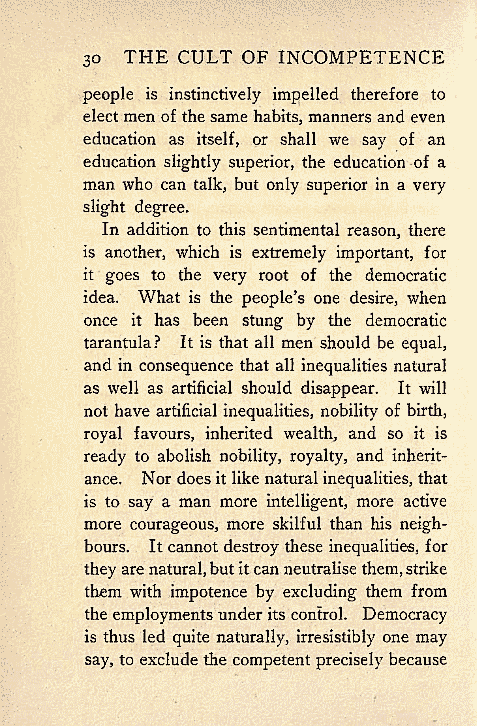 30 THE CULT OF INCOMPETENCE
people is instinctively impelled therefore to
elect men of the same habits, manners and even
education as itself, or shall we say of an
education slightly superior, the education of a
man who can talk, but only superior in a very
slight degree.
In addition to this sentimental reason, there
is another, which is extremely important, for
it goes to the very root of the democratic
idea. What is the people's one desire, when
once it has been stung by the democratic
tarantula? It is that all men should be equal,
and in consequence that all inequalities natural
as well as artificial should disappear. It will
not have artificial inequalities, nobility of birth,
royal favours, inherited wealth, and so it is
ready to abolish nobility, royalty, and inherit-
ance. Nor does it like natural inequalities, that
is to say a man more intelligent, more active
more courageous, more skilful than his neigh-
bours. It cannot destroy these inequalities, for
they are natural, but it can neutralise them, strike
them with impotence by excluding them from
the employments under its control. Democracy
is thus led quite naturally, irresistibly one may
say, to exclude the competent precisely because